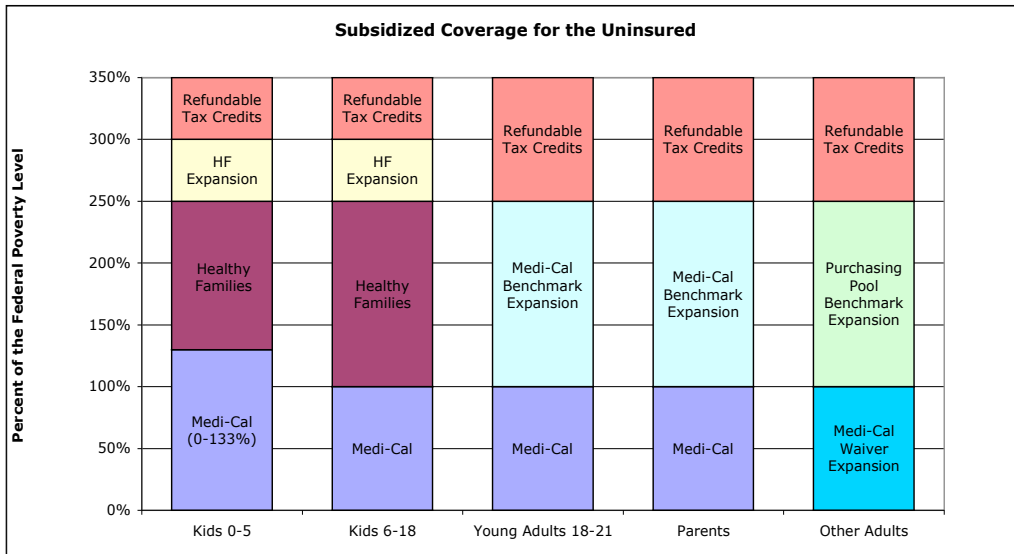 Subsidized Coverage for the Uninsured
Percent of the Federal Poverty Level
350%
300%
250%
200%
150%
100%
50%
0%
Refundable
Tax Credits
HF
Expansion
Healthy
Families
Medi-Cal
(0-133%)
Refundable
Tax Credits
HF
Expansion
Healthy
Families
Medi-Cal
Refundable
Tax Credits
Medi-Cal
Benchmark
Expansion
Medi-Cal
Refundable
Tax Credits
Medi-Cal
Benchmark
Expansion
Medi-Cal
Refundable
Tax Credits
Purchasing
Pool
Benchmark
Expansion
Medi-Cal
Waiver
Expansion
Kids 0-5
Kids 6-18
Young Adults 18-21
Parents
Other Adults